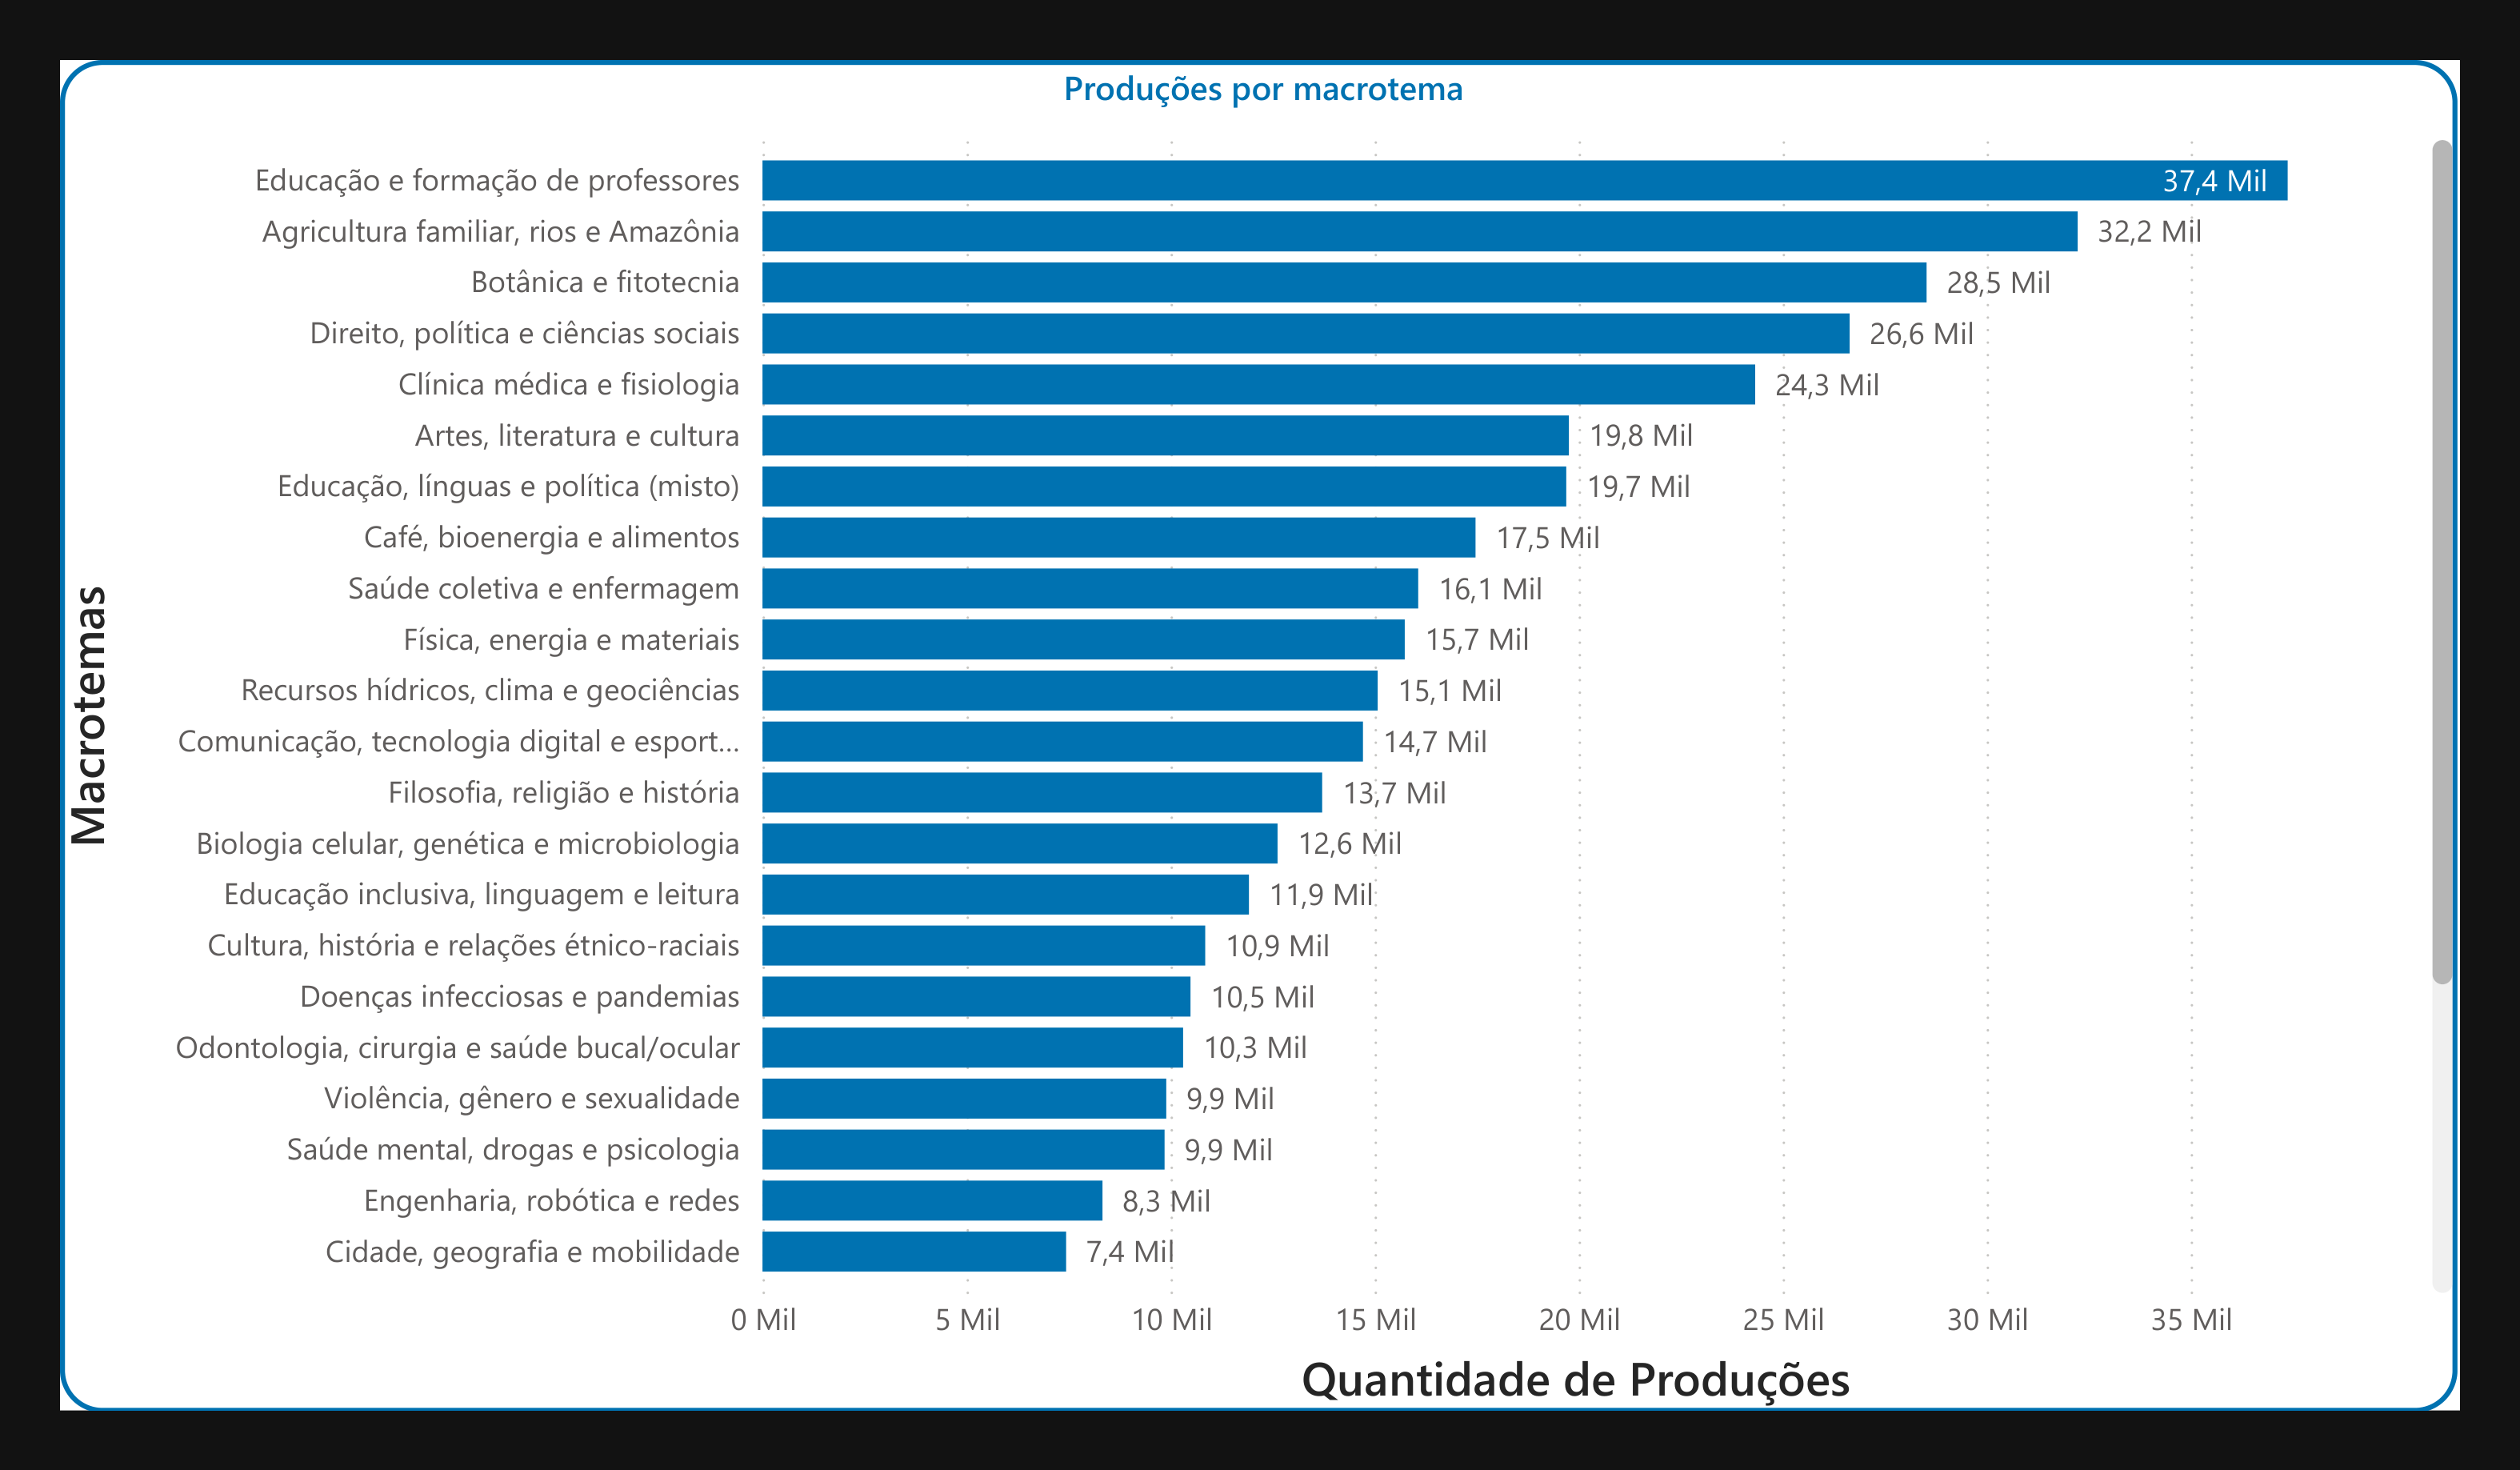 Produções por macrotema
Educação e formação de professores 37,4 Mil
Agricultura familiar, rios e Amazônia 32,2 Mil
Botânica e fitotecnia 28,5 Mil
Direito, política e ciências sociais 26,6 Mil
Clínica médica e fisiologia 24,3 Mil
Artes, literatura e cultura 19,8 Mil
Educação, línguas e política (misto) 19,7 Mil
Café, bioenergia e alimentos 17,5 Mil
Saúde coletiva e enfermagem 16,1 Mil
Física, energia e materiais 15,7 Mil
Recursos hídricos, clima e geociências 15,1 Mil
Comunicação, tecnologia digital e esport... 14,7 Mil
Filosofia, religião e história 13,7 Mil
Biologia celular, genética e microbiologia 12,6 Mil
Educação inclusiva, linguagem e leitura 11,9 Mil
Cultura, história e relações étnico-raciais 10,9 Mil
Doenças infecciosas e pandemias 10,5 Mil
Odontologia, cirurgia e saúde bucal/ocular 10,3 Mil
Violência, gênero e sexualidade 9,9 Mil
Saúde mental, drogas e psicologia 9,9 Mil
Engenharia, robótica e redes 8,3 Mil
Cidade, geografia e mobilidade 7,4 Mil
Macrotemas
0 Mil 5 Mil 10 Mil 15 Mil 20 Mil 25 Mil 30 Mil 35 Mil
Quantidade de Produções